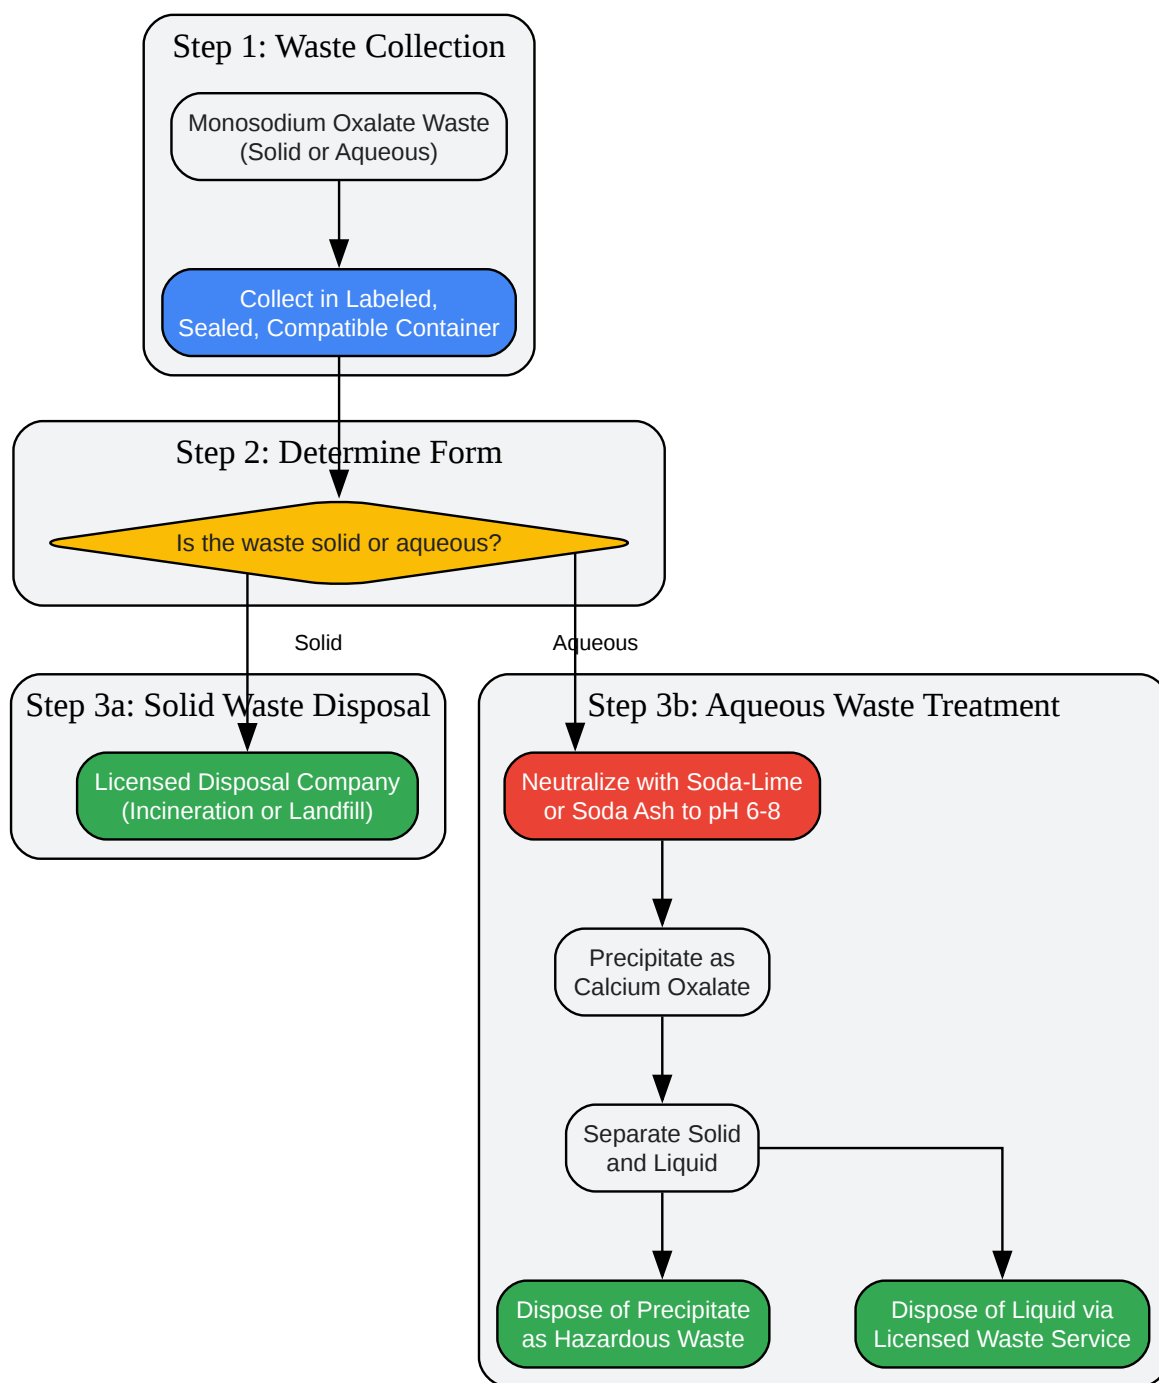 Step 1: Waste Collection
Monosodium Oxalate Waste
(Solid or Aqueous)
Collect in Labeled,
Sealed, Compatible Container
Step 2: Determine Form
Is the waste solid or aqueous?
Solid
Aqueous
Step 3a: Solid Waste Disposal
Licensed Disposal Company
(Incineration or Landfill)
Step 3b: Aqueous Waste Treatment
Neutralize with Soda-Lime
or Soda Ash to pH 6-8
Precipitate as
Calcium Oxalate
Separate Solid
and Liquid
Dispose of Precipitate
as Hazardous Waste
Dispose of Liquid via
Licensed Waste Service